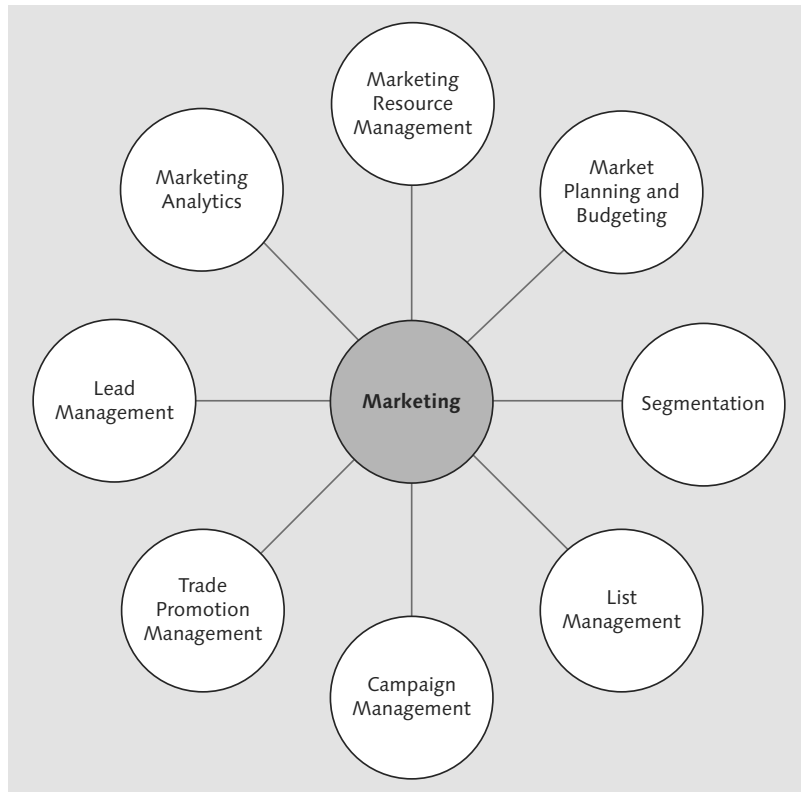 Marketing
Resource
Management
Market
Planning and
Budgeting
Marketing
Analytics
Lead
Management
Marketing
Segmentation
Trade
Promotion
Management
List
Management
Campaign
Management